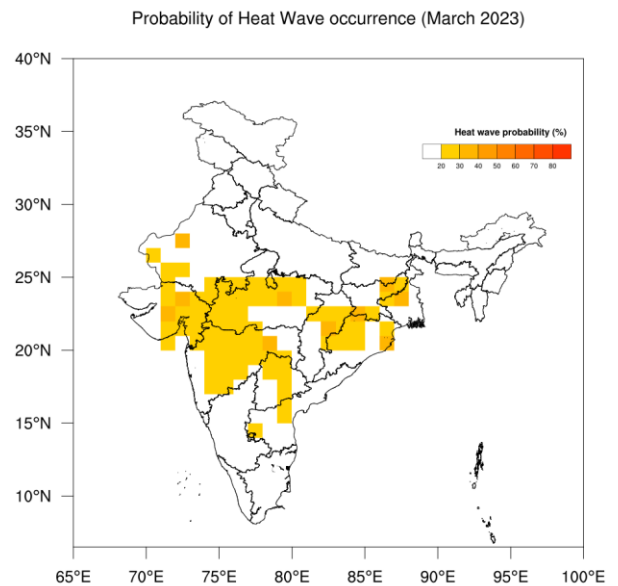 Probability of Heat Wave occurrence (March 2023)
40°N
35°N
30°N
25°N
20°N
15°N
10°N
Heat wave probability (%)
20 30 40 50 60 70 80
65°E 70°E 75°E 80°E 85°E 90°E 95°E 100°E